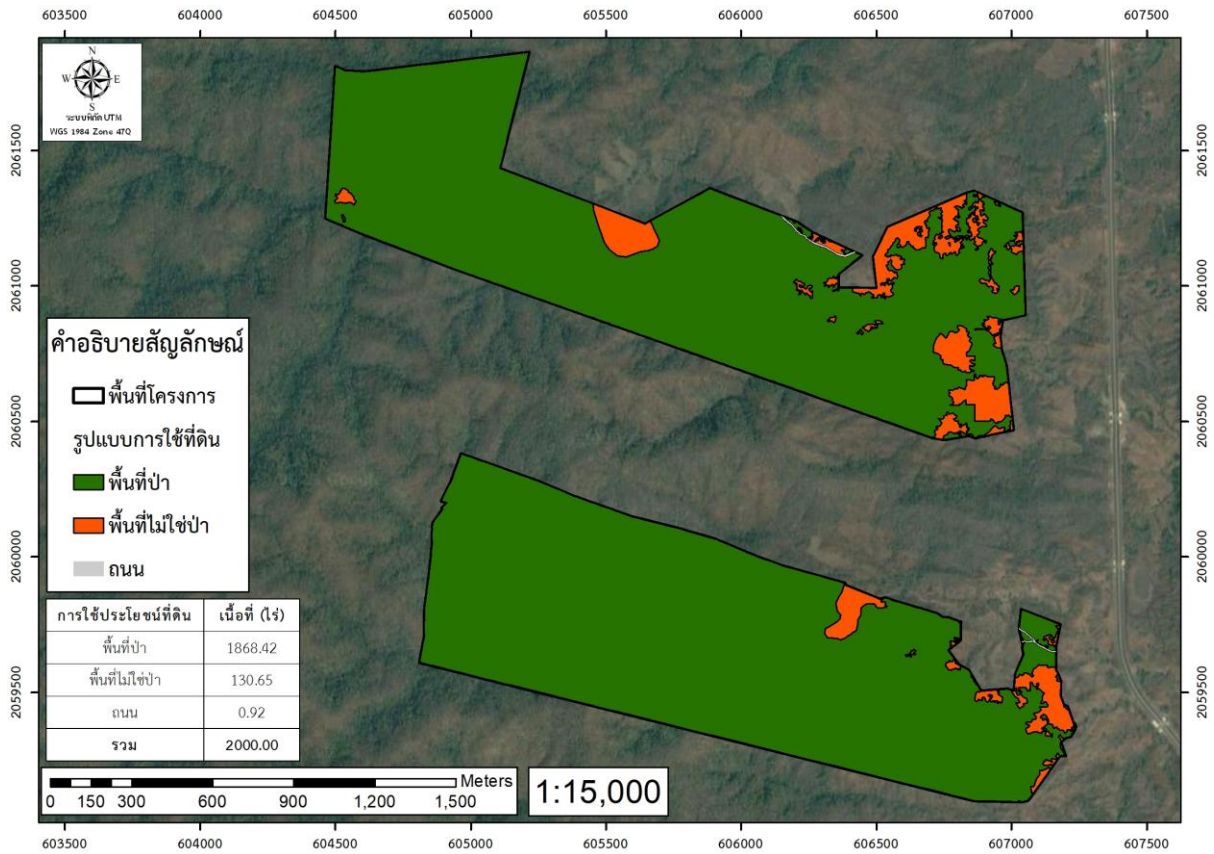 603500 604000 604500 605000 605500 606000 606500 607000 607500
N
W E
S
ระบบพิกัด UTM
WGS 1984 Zone 47Q
2061500 2061500
2061000 2061000
2060500 2060500
2060000 2060000
2059500 2059500
คำอธิบายสัญลักษณ์
พื้นที่โครงการ
รูปแบบการใช้ที่ดิน
พื้นที่ป่า
พื้นที่ไม่ใช่ป่า
ถนน
การใช้ประโยชน์ที่ดิน เนื้อที่ (ไร่)
พื้นที่ป่า 1868.42
พื้นที่ไม่ใช่ป่า 130.65
ถนน 0.92
รวม 2000.00
Meters
0 150 300 600 900 1,200 1,500
1:15,000
603500 604000 604500 605000 605500 606000 606500 607000 607500